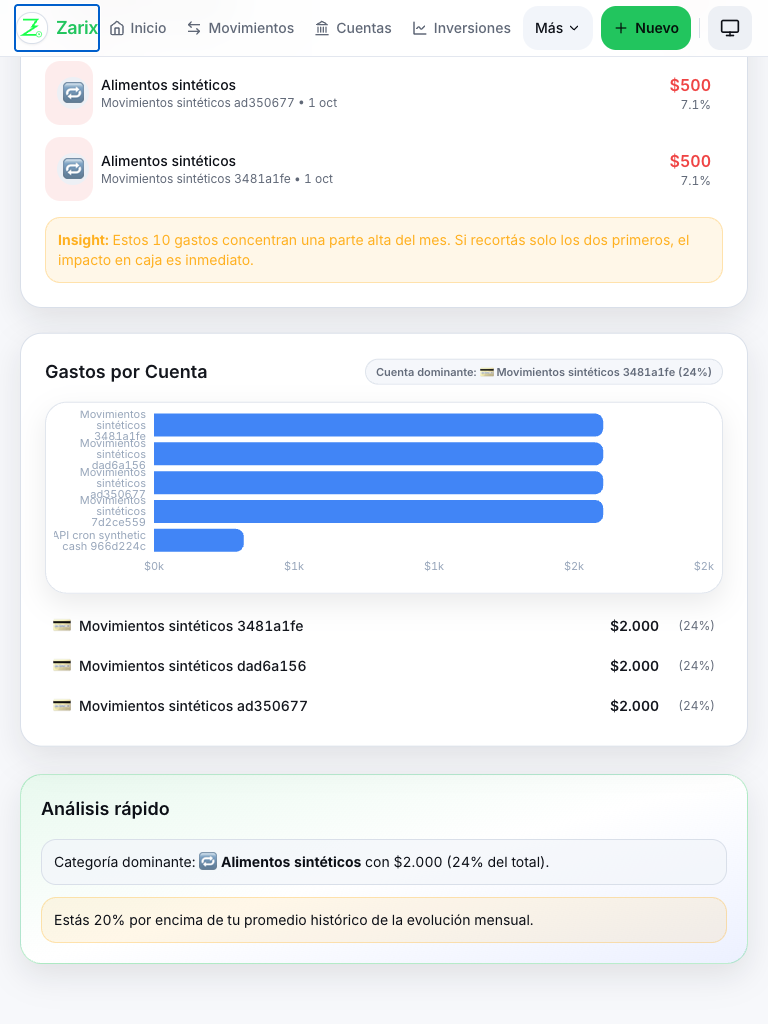 Zarix
Inicio
Movimientos
Cuentas
Inversiones
Más
Nuevo
Alimentos sintéticos
$500
Movimientos sintéticos ad350677 • 1 oct
7.1%
Alimentos sintéticos
$500
Movimientos sintéticos 3481a1fe • 1 oct
7.1%
Insight: Estos 10 gastos concentran una parte alta del mes. Si recortás solo los dos primeros, el
impacto en caja es inmediato.
Gastos por Cuenta
Cuenta dominante: 💳 Movimientos sintéticos 3481a1fe (24%)
Movimientos
sintéticos
3481a1fe
Movimientos
sintéticos
dad6a156
Movimientos
sintéticos
ad350677
Movimientos
sintéticos
7d2ce559
API cron synthetic
cash 966d224c
$0k
$1k
$1k
$2k
$2k
Movimientos sintéticos 3481a1fe
$2.000
(24%)
Movimientos sintéticos dad6a156
$2.000
(24%)
Movimientos sintéticos ad350677
$2.000
(24%)
Análisis rápido
Categoría dominante: 🔁 Alimentos sintéticos con $2.000 (24% del total).
Estás 20% por encima de tu promedio histórico de la evolución mensual.